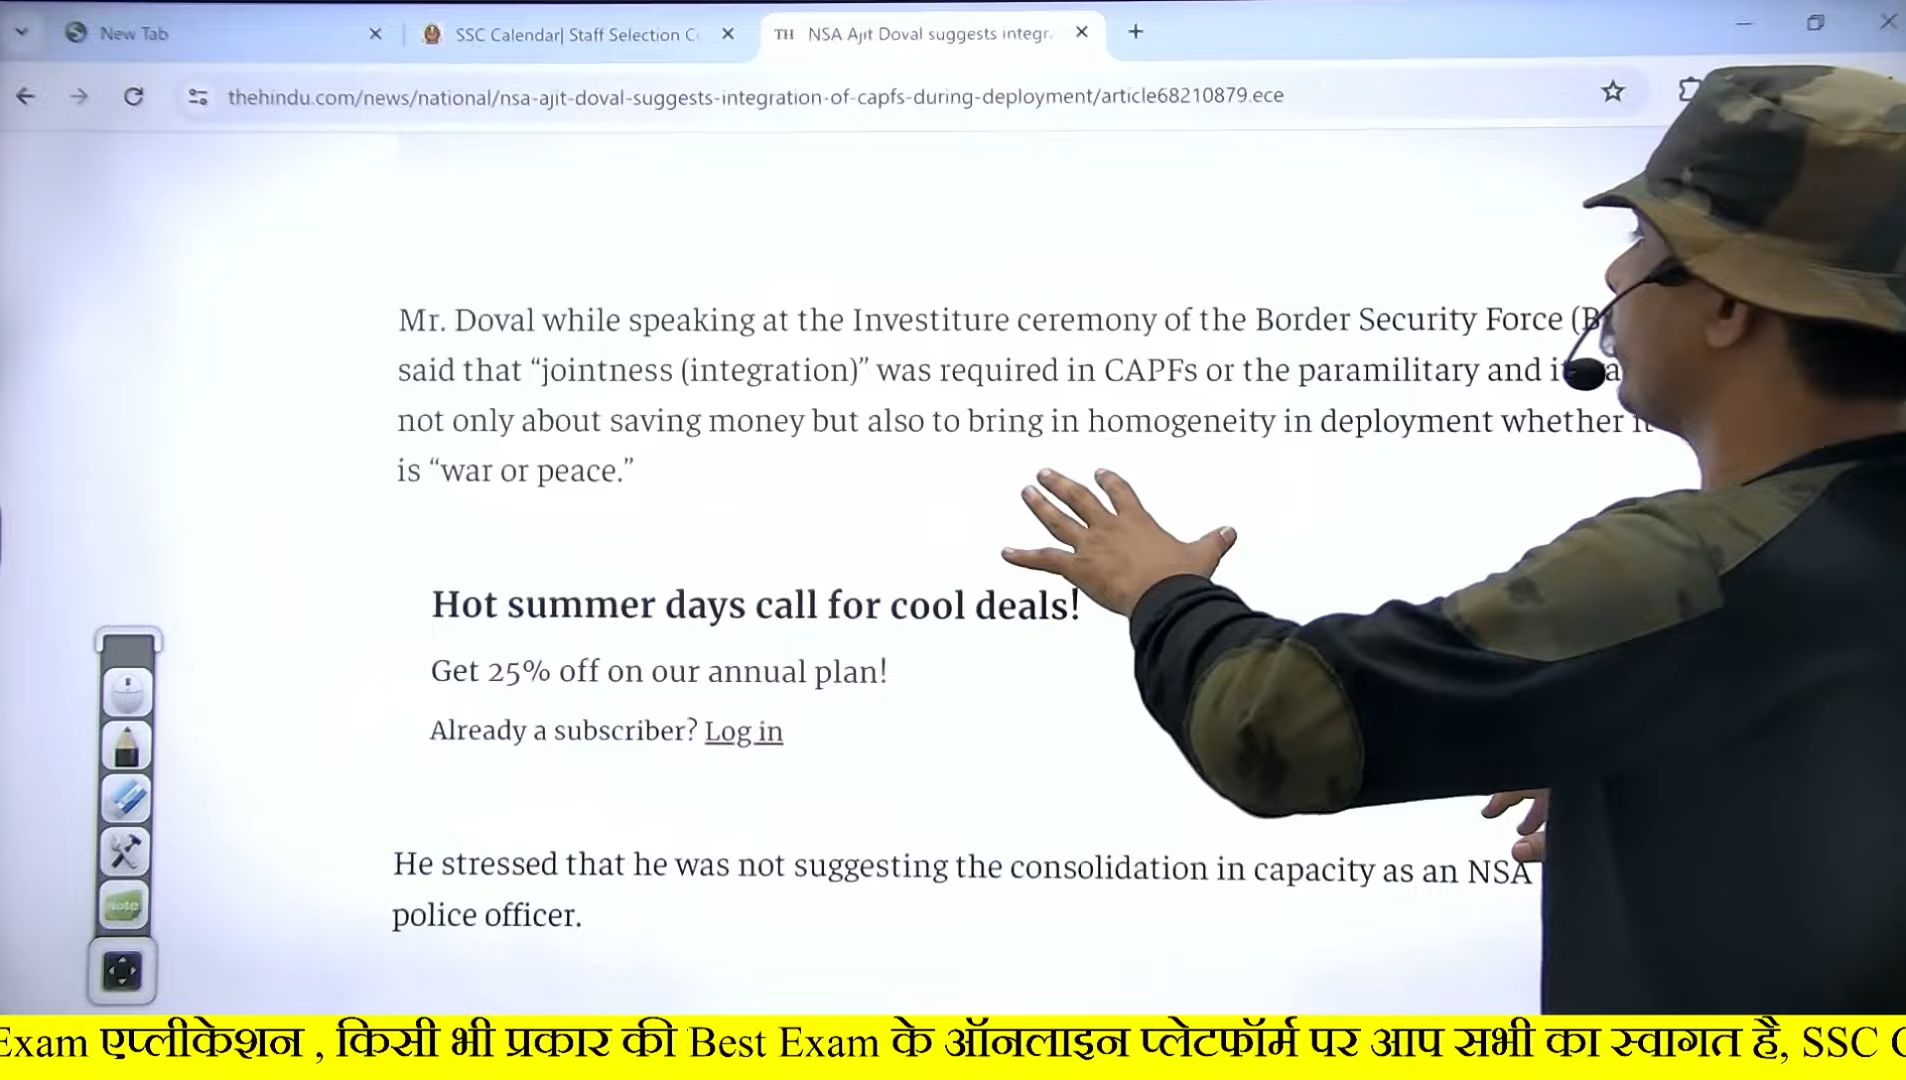 New Tab
SSC Calendar| Staff Selection C
TH NSA Ajit Doval suggests integr
thehindu.com/news/national/nsa-ajit-doval-suggests-integration-of-capfs-during-deployment/article68210879.ece
Mr. Doval while speaking at the Investiture ceremony of the Border Security Force (B
said that “jointness (integration)” was required in CAPFs or the paramilitary and
not only about saving money but also to bring in homogeneity in deployment whether it
is “war or peace.”
Hot summer days call for cool deals!
Get 25% off on our annual plan!
Already a subscriber? Log in
He stressed that he was not suggesting the consolidation in capacity as an NSA
police officer.
Note
Exam एप्लीकेशन , किसी भी प्रकार की Best Exam के ऑनलाइन प्लेटफॉर्म पर आप सभी का स्वागत है, SSC